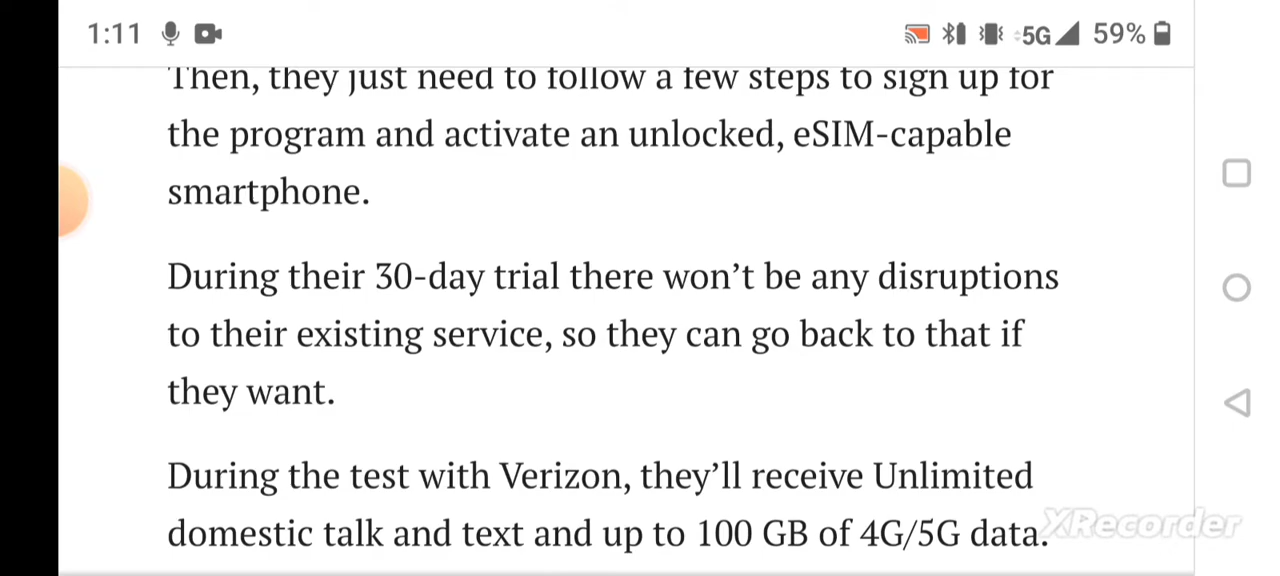 1:11 5G 59%
Then, they just need to follow a few steps to sign up for
the program and activate an unlocked, eSIM-capable
smartphone.
During their 30-day trial there won’t be any disruptions
to their existing service, so they can go back to that if
they want.
During the test with Verizon, they’ll receive Unlimited
domestic talk and text and up to 100 GB of 4G/5G data.
XRecorder